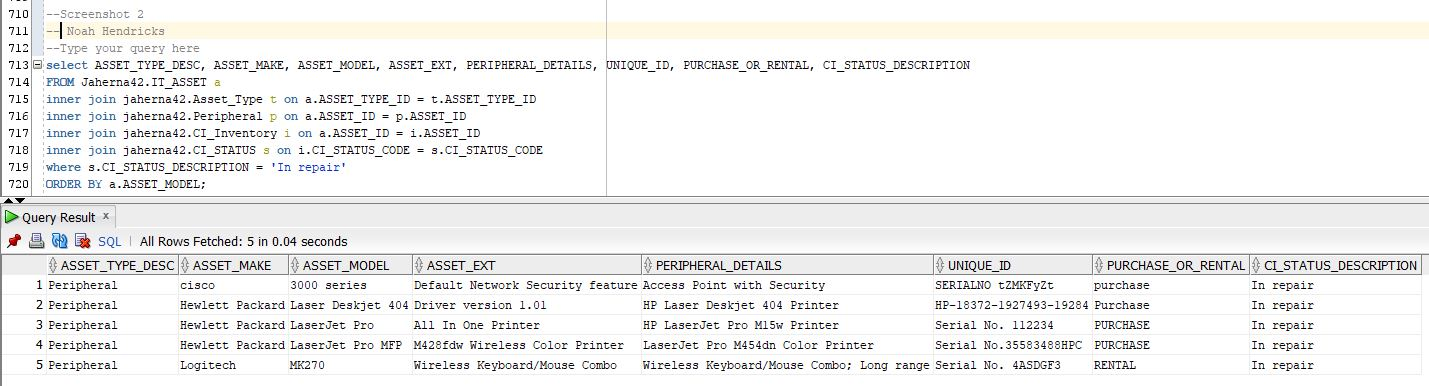 710 --Screenshot 2
711 -- Noah Hendricks
712 --Type your query here
713 select ASSET_TYPE_DESC, ASSET_MAKE, ASSET_MODEL, ASSET_EXT, PERIPHERAL_DETAILS, UNIQUE_ID, PURCHASE_OR_RENTAL, CI_STATUS_DESCRIPTION
714 FROM Jaherna42.IT_ASSET a
715 inner join jaherna42.Asset_Type t on a.ASSET_TYPE_ID = t.ASSET_TYPE_ID
716 inner join jaherna42.Peripheral p on a.ASSET_ID = p.ASSET_ID
717 inner join jaherna42.CI_Inventory i on a.ASSET_ID = i.ASSET_ID
718 inner join jaherna42.CI_STATUS s on i.CI_STATUS_CODE = s.CI_STATUS_CODE
719 where s.CI_STATUS_DESCRIPTION = 'In repair'
720 ORDER BY a.ASSET_MODEL;
Query Result x
SQL | All Rows Fetched: 5 in 0.04 seconds
ASSET_TYPE_DESC ASSET_MAKE ASSET_MODEL ASSET_EXT PERIPHERAL_DETAILS UNIQUE_ID PURCHASE_OR_RENTAL CI_STATUS_DESCRIPTION
1 Peripheral cisco 3000 series Default Network Security feature Access Point with Security SERIALNO tZMKFyZt purchase In repair
2 Peripheral Hewlett Packard Laser Deskjet 404 Driver version 1.01 HP Laser Deskjet 404 Printer HP-18372-1927493-19284 Purchase In repair
3 Peripheral Hewlett Packard LaserJet Pro All In One Printer HP LaserJet Pro M15w Printer Serial No. 112234 PURCHASE In repair
4 Peripheral Hewlett Packard LaserJet Pro MFP M428fdw Wireless Color Printer LaserJet Pro M454dn Color Printer Serial No.35583488HPC PURCHASE In repair
5 Peripheral Logitech MK270 Wireless Keyboard/Mouse Combo Wireless Keyboard/Mouse Combo; Long range Serial No. 4ASDGF3 RENTAL In repair